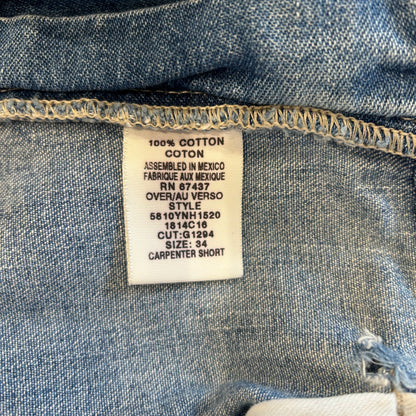 100% COTTON
COTON
ASSEMBLED IN MEXICO
FABRIQUE AUX MEXIQUE
RN 67437
OVER/AU VERSO
STYLE
5810YNH1520
1814C16
CUT:G1294
SIZE: 34
CARPENTER SHORT